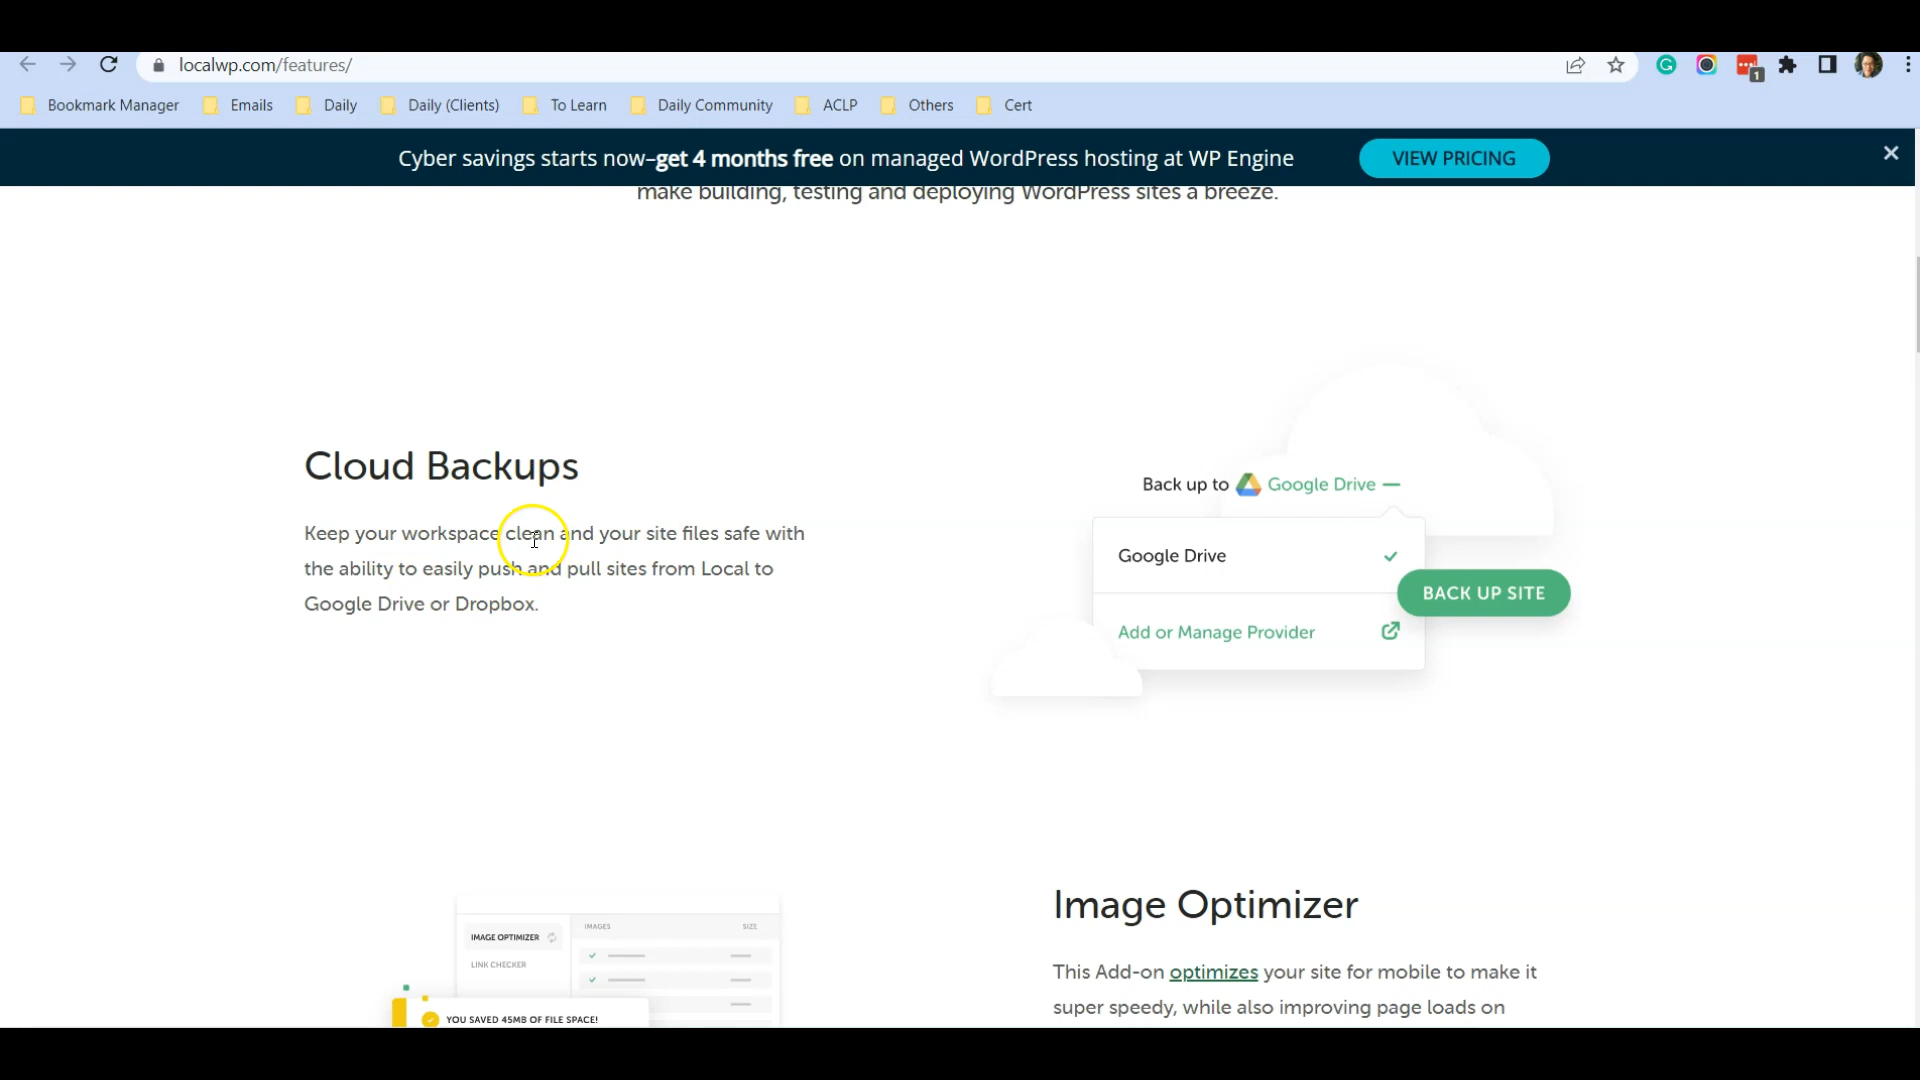 localwp.com/features/
1
Bookmark Manager Emails Daily Daily (Clients) To Learn Daily Community ACLP Others Cert
Cyber savings starts now–get 4 months free on managed WordPress hosting at WP Engine VIEW PRICING
make building, testing and deploying WordPress sites a breeze.
Cloud Backups
Keep your workspace clean and your site files safe with
the ability to easily push and pull sites from Local to
Google Drive or Dropbox.
Back up to Google Drive
Google Drive
BACK UP SITE
Add or Manage Provider
IMAGES SIZE
IMAGE OPTIMIZER
LINK CHECKER
YOU SAVED 45MB OF FILE SPACE!
Image Optimizer
This Add-on optimizes your site for mobile to make it
super speedy, while also improving page loads on